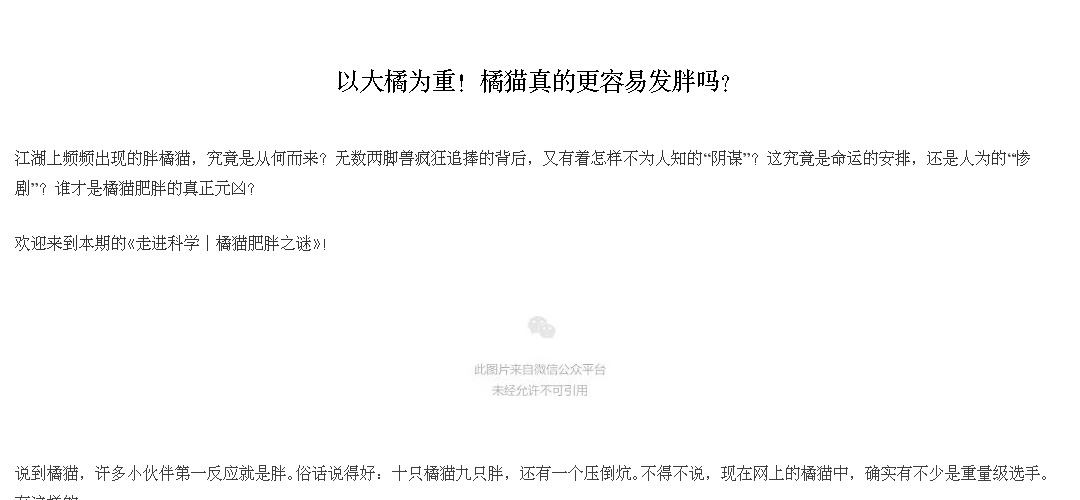 以大橘为重！橘猫真的更容易发胖吗？
江湖上频频出现的胖橘猫，究竟是从何而来？无数两脚兽疯狂追捧的背后，又有着怎样不为人知的“阴谋”？这究竟是命运的安排，还是人为的“惨
剧”？谁才是橘猫肥胖的真正元凶？
欢迎来到本期的《走进科学｜橘猫肥胖之谜》！
此图片来自微信公众平台
未经允许不可引用
说到橘猫，许多小伙伴第一反应就是胖。俗话说得好：十只橘猫九只胖，还有一个压倒炕。不得不说，现在网上的橘猫中，确实有不少是重量级选手。